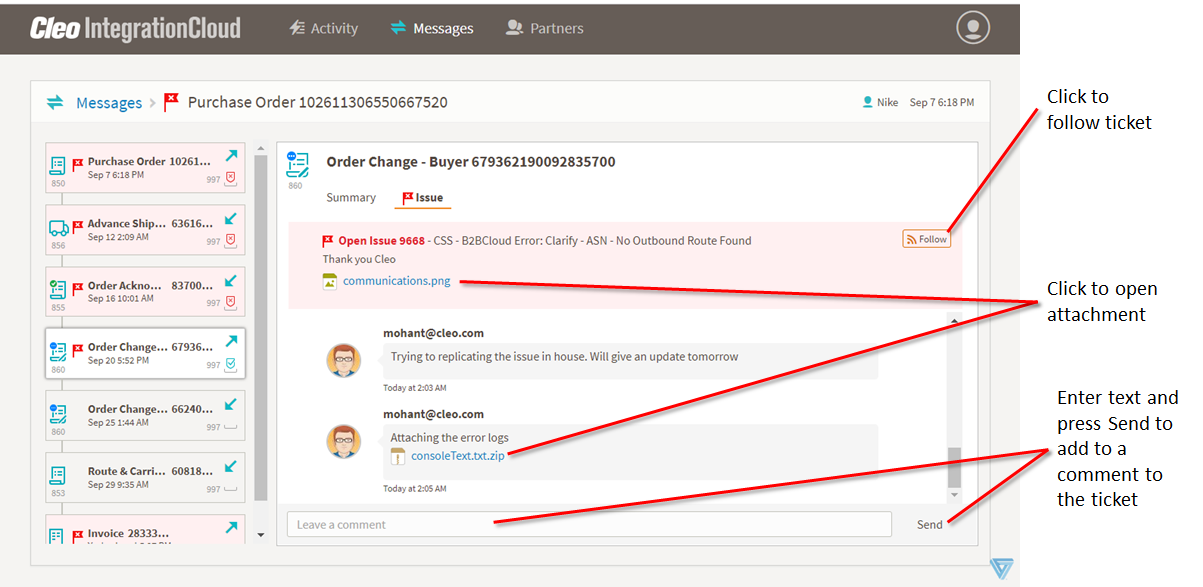 Cleo IntegrationCloud
Activity
Messages
Partners
Messages > Purchase Order 102611306550667520
Nike Sep 7 6:18 PM
Purchase Order 10261...
Sep 7 6:18 PM
850
997
Advance Ship... 63616...
Sep 12 2:09 AM
856
997
Order Ackno... 83700...
Sep 16 10:01 AM
855
997
Order Change... 67936...
Sep 20 5:52 PM
860
997
Order Change... 66240...
Sep 25 1:44 AM
860
997
Route & Carri... 60818...
Sep 29 9:35 AM
853
997
Invoice 28333...
860
Order Change - Buyer 679362190092835700
Summary
Issue
Open Issue 9668 - CSS - B2BCloud Error: Clarify - ASN - No Outbound Route Found
Follow
Thank you Cleo
communications.png
mohant@cleo.com
Trying to replicating the issue in house. Will give an update tomorrow
Today at 2:03 AM
mohant@cleo.com
Attaching the error logs
consoleText.txt.zip
Today at 2:05 AM
Leave a comment
Send
Click to
follow ticket
Click to open
attachment
Enter text and
press Send to
add to a
comment to
the ticket